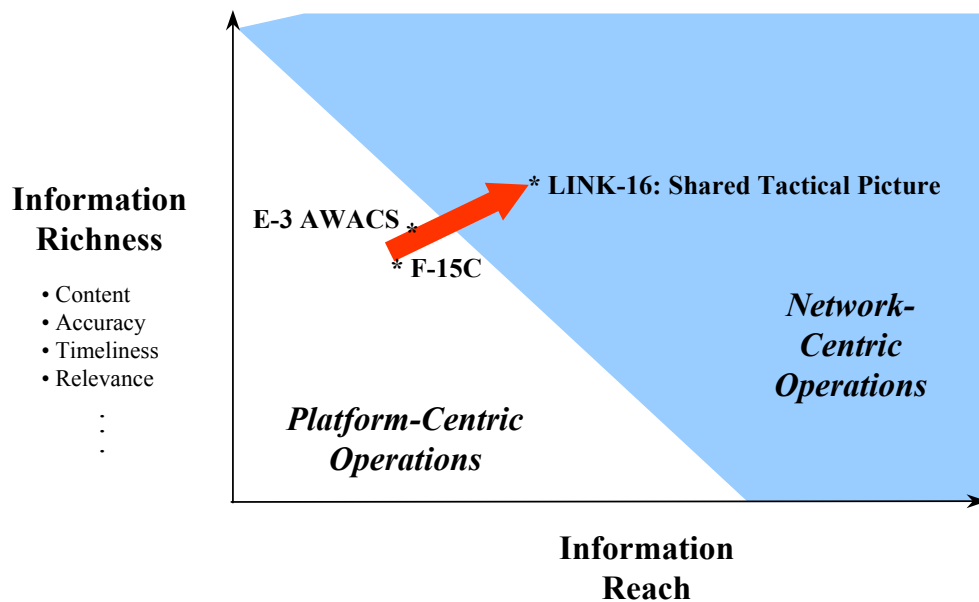 Information
Richness
• Content
• Accuracy
• Timeliness
• Relevance
.
.
.
E-3 AWACS *
* F-15C
* LINK-16: Shared Tactical Picture
Platform-Centric
Operations
Network-
Centric
Operations
Information
Reach